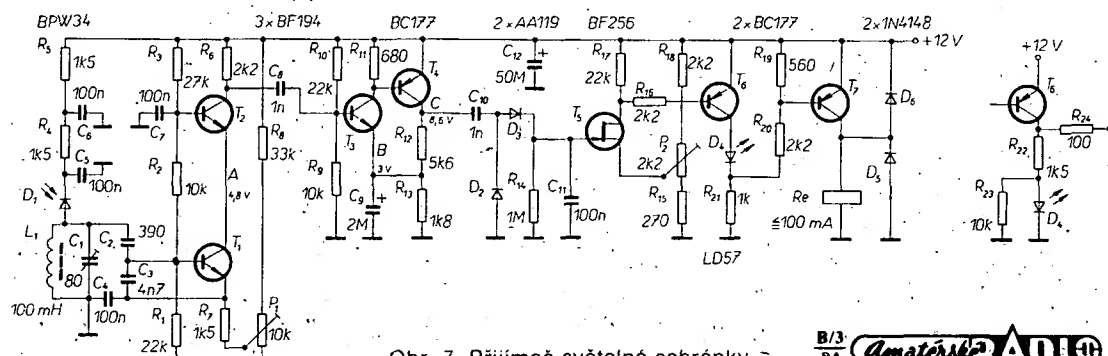 BPW34
3×BF194
BC177
2×AA119
BF256
2×BC177
2×1N4148
+12 V
+12 V
R5
1k5
R3
27k
R6
2k2
R10
22k
R11
680
T4
C12
50M
R17
22k
R18
2k2
T6
R19
560
T7
D6
T6
100n
C6
100n
C7
T2
C8
1n
T3
C
8,6 V
C10
1n
D3
T5
R16
2k2
R24
100
R4
1k5
C5
100n
R2
10k
R8
33k
A
4,8 V
R9
10k
B
3 V
R12
5k6
P2
2k2
D4
R20
2k2
D5
R22
1k5
D1
C9
2M
R13
1k8
D2
R14
1M
C11
100n
R15
270
R21
1k
Re
≦100 mA
R23
10k
D4
L1
C1
80
C2
390
C3
4n7
T1
LD57
100 mH
C4
100n
R1
22k
R7
1k5
P1
10k
Obr. 7. Přijímač světelné
B/3
Amatérské